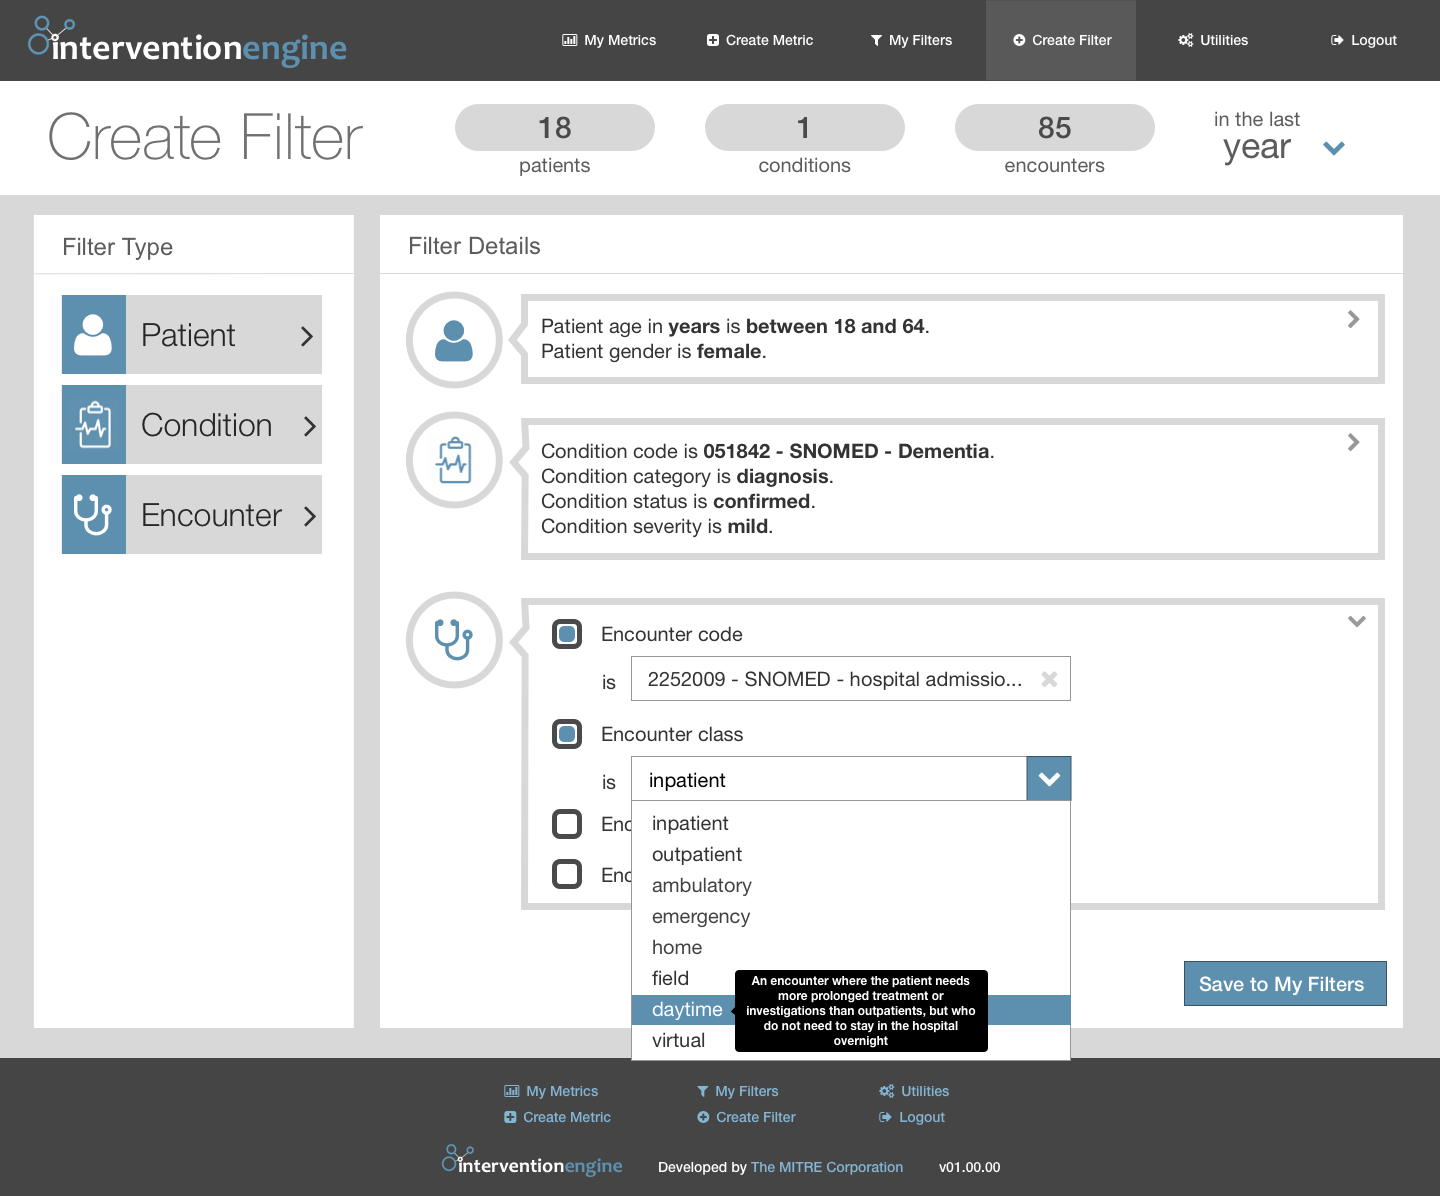 interventionengine
My Metrics
Create Metric
My Filters
Create Filter
Utilities
Logout
Create Filter
18
patients
1
conditions
85
encounters
in the last
year
Filter Type
Patient
Condition
Encounter
Filter Details
Patient age in years is between 18 and 64.
Patient gender is female.
Condition code is 051842 - SNOMED - Dementia.
Condition category is diagnosis.
Condition status is confirmed.
Condition severity is mild.
Encounter code
is 2252009 - SNOMED - hospital admissio...
Encounter class
is inpatient
inpatient
outpatient
ambulatory
emergency
home
field
daytime
virtual
An encounter where the patient needs
more prolonged treatment or
investigations than outpatients, but who
do not need to stay in the hospital
overnight
Save to My Filters
My Metrics
My Filters
Utilities
Create Metric
Create Filter
Logout
interventionengine
Developed by The MITRE Corporation
v01.00.00